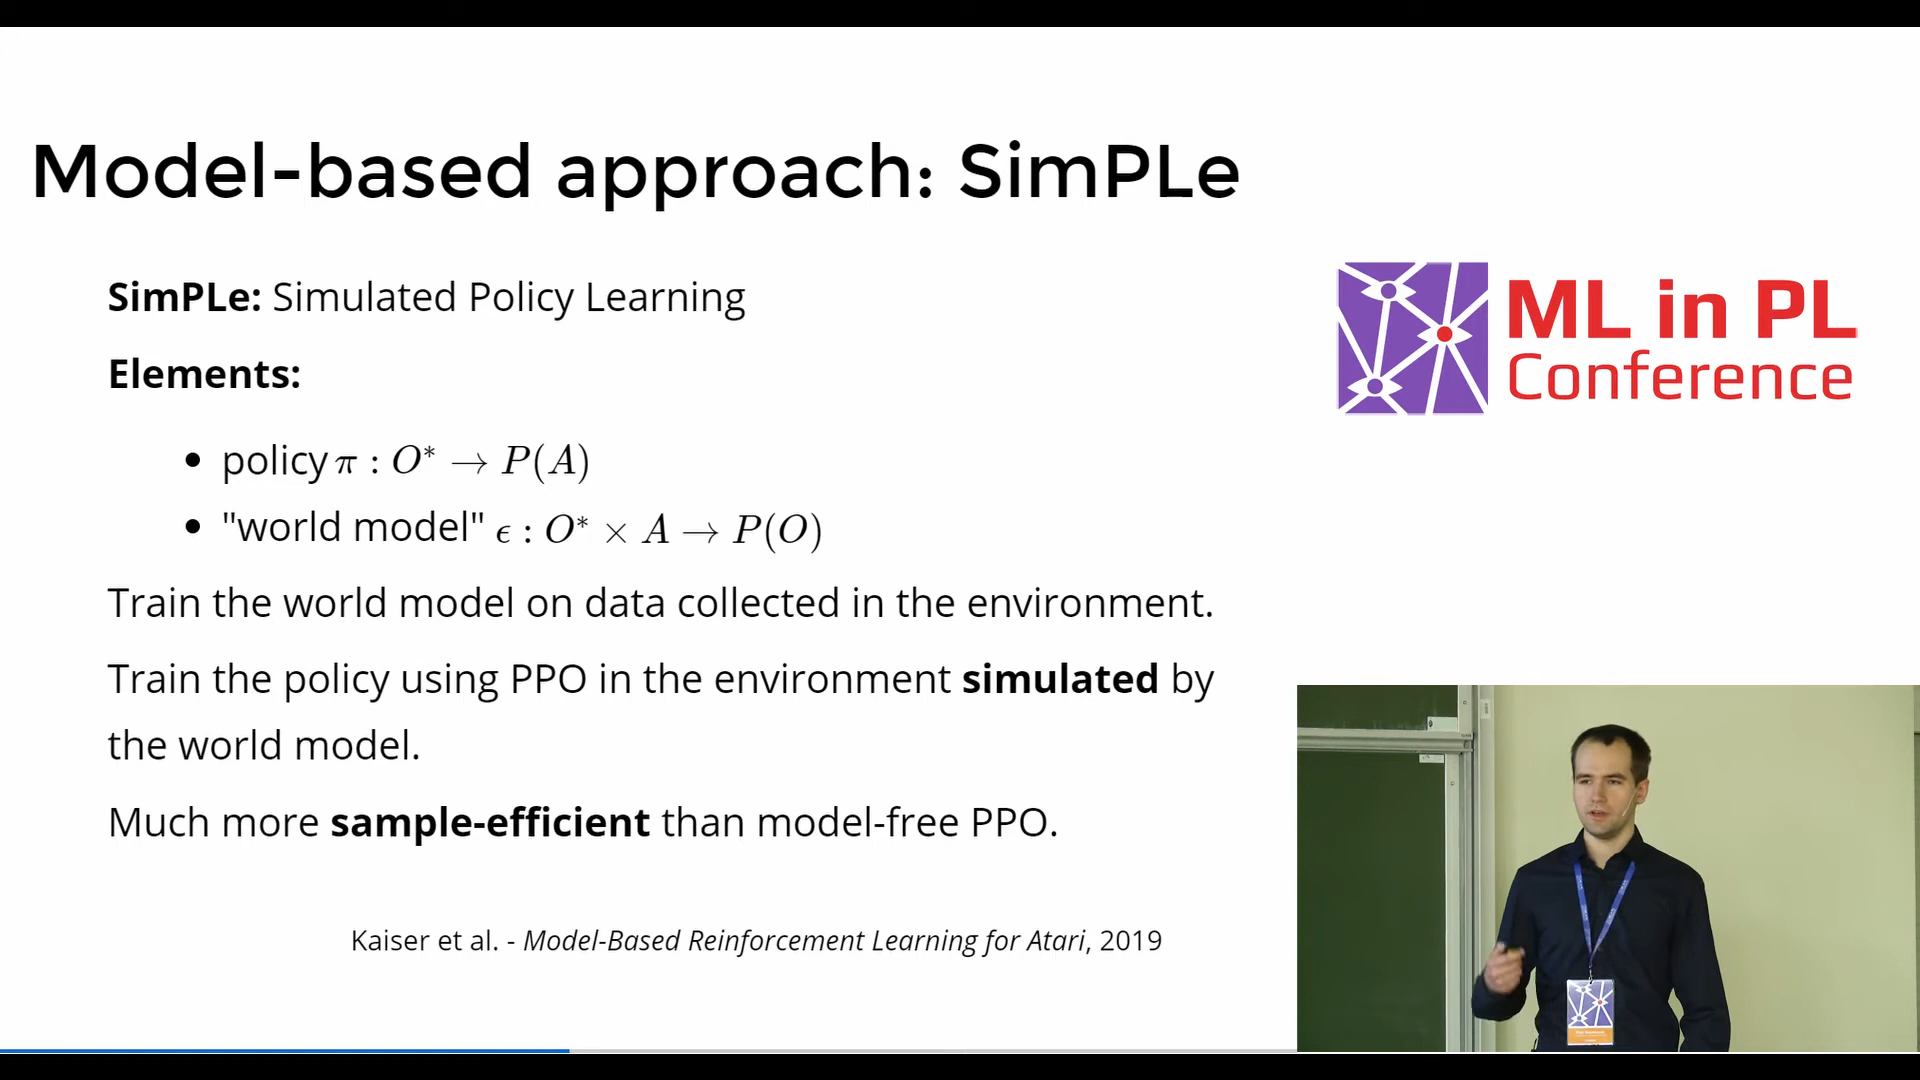 Model-based approach: SimPLe
SimPLe: Simulated Policy Learning
Elements:
• policy π : O* → P(A)
• "world model" ϵ : O* × A → P(O)
Train the world model on data collected in the environment.
Train the policy using PPO in the environment simulated by
the world model.
Much more sample-efficient than model-free PPO.
Kaiser et al. - Model-Based Reinforcement Learning for Atari, 2019
ML in PL
Conference